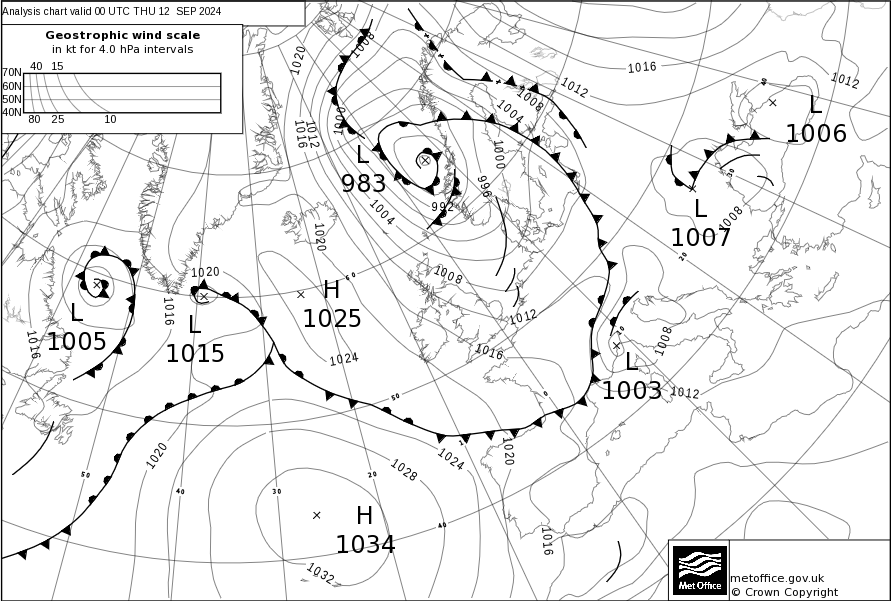 Analysis chart valid 00 UTC THU 12 SEP 2024
Geostrophic wind scale
in kt for 4.0 hPa intervals
40 15
70N
60N
50N
40N
80 25 10
1008
1020
1016
1012
1012
1008
1004
1012
1016
1000
L
1006
L
983
1000
996
992
1004
L
1007
1008
1020
1020
1008
H
1025
L
1005
L
1015
1016
1016
1012
1016
1024
1008
L
1003
1012
1020
1028
1024
1020
H
1034
1032
1016
60
50
50
40
30
20
40
0
10
20
30
40
Met Office
metoffice.gov.uk
© Crown Copyright